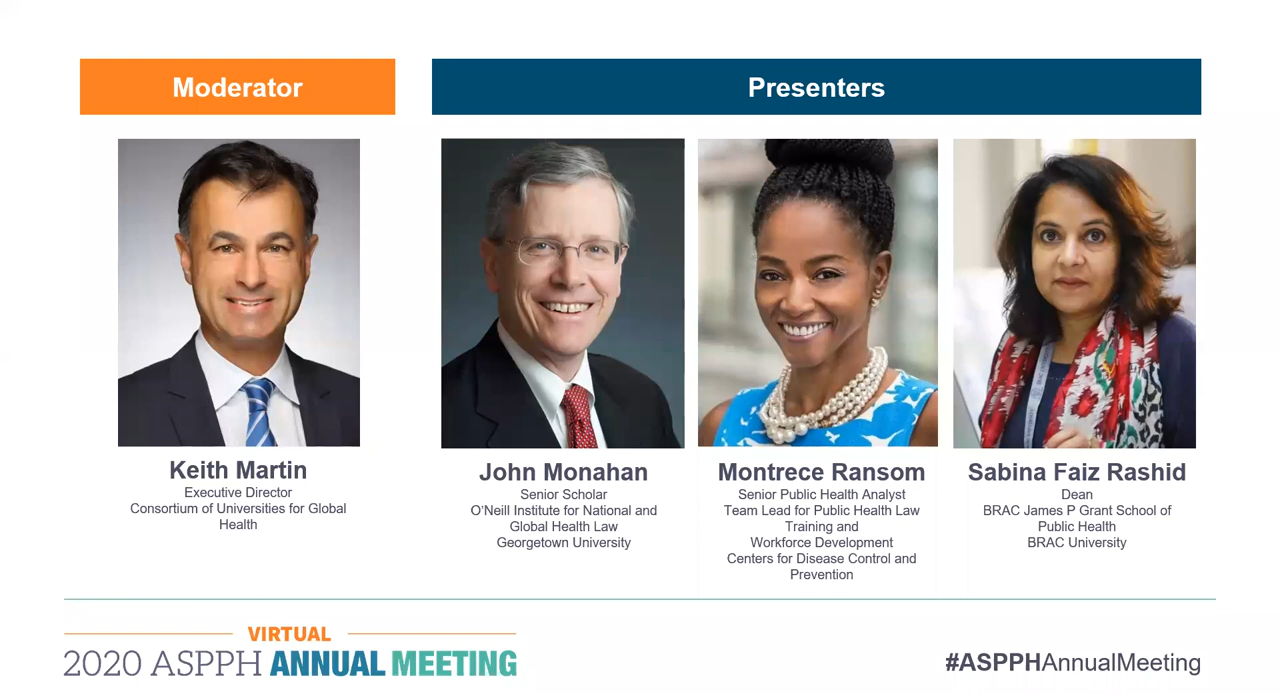 Moderator
Presenters
Keith Martin
Executive Director
Consortium of Universities for Global
Health
John Monahan
Senior Scholar
O'Neill Institute for National and
Global Health Law
Georgetown University
Montrece Ransom
Senior Public Health Analyst
Team Lead for Public Health Law
Training and
Workforce Development
Centers for Disease Control and
Prevention
Sabina Faiz Rashid
Dean
BRAC James P Grant School of
Public Health
BRAC University
VIRTUAL
2020 ASPPH ANNUAL MEETING
#ASPPHAnnualMeeting